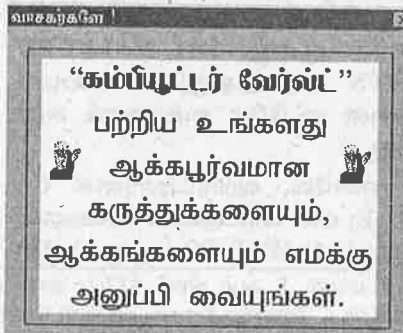 வாசகர்களே !
“கம்பியூட்டர் வேர்ல்ட்”
பற்றிய உங்களது
ஆக்கபூர்வமான
கருத்துக்களையும்,
ஆக்கங்களையும் எமக்கு
அனுப்பி வையுங்கள்.